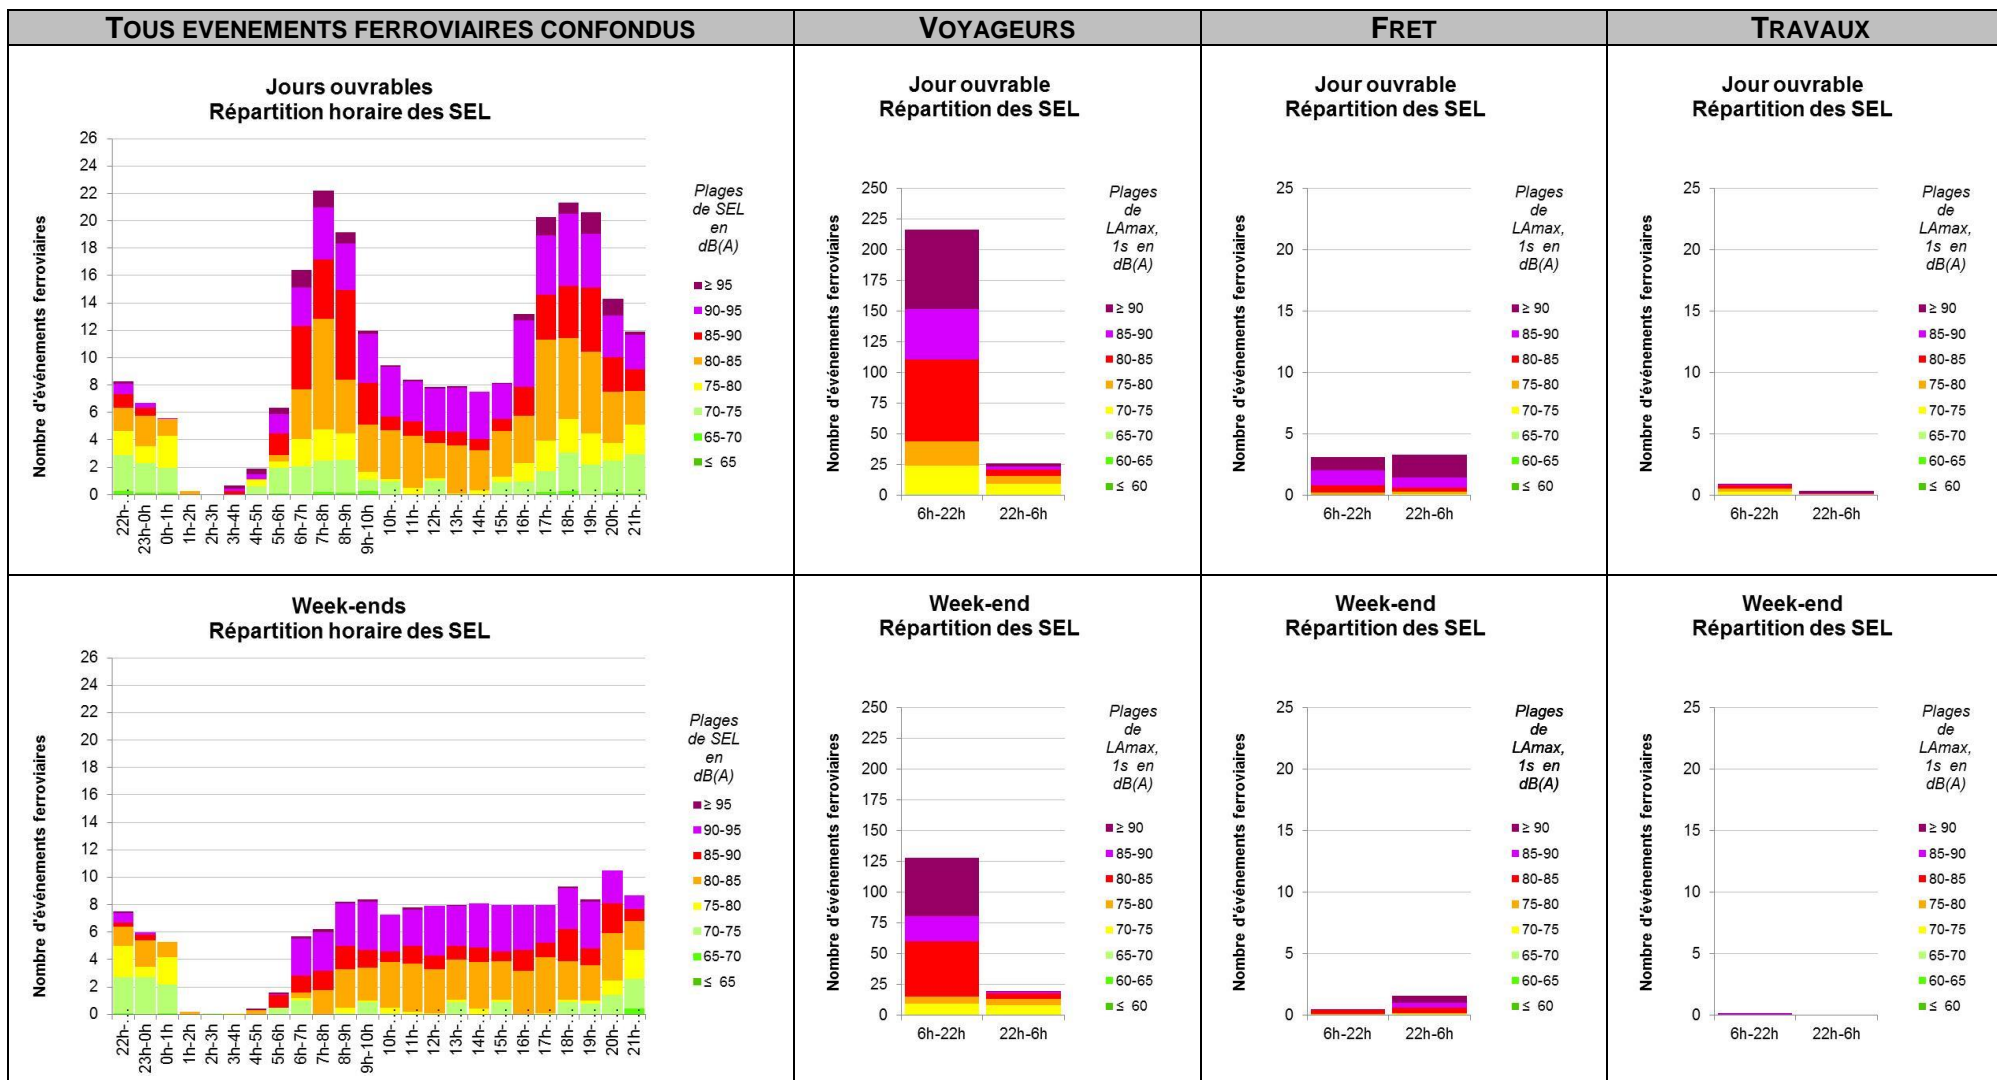 TOUS EVENEMENTS FERROVIAIRES CONFONDUS
VOYAGEURS
FRET
TRAVAUX
Jours ouvrables
Répartition horaire des SEL
Nombre d'événements ferroviaires
26
24
22
20
18
16
14
12
10
8
6
4
2
0
22h-..
23h-0h
0h-1h
1h-2h
2h-3h
3h-4h
4h-5h
5h-6h
6h-7h
7h-8h
8h-9h
9h-10h
10h-..
11h-..
12h-..
13h-..
14h-..
15h-..
16h-..
17h-..
18h-..
19h-..
20h-..
21h-..
Plages
de SEL
en
dB(A)
≥ 95
90-95
85-90
80-85
75-80
70-75
65-70
≤ 65
Jour ouvrable
Répartition des SEL
Nombre d'événements ferroviaires
250
225
200
175
150
125
100
75
50
25
0
6h-22h
22h-6h
Plages
de
LAmax,
1s en
dB(A)
≥ 90
85-90
80-85
75-80
70-75
65-70
60-65
≤ 60
Jour ouvrable
Répartition des SEL
Nombre d'événements ferroviaires
25
20
15
10
5
0
6h-22h
22h-6h
Plages
de
LAmax,
1s en
dB(A)
≥ 90
85-90
80-85
75-80
70-75
65-70
60-65
≤ 60
Jour ouvrable
Répartition des SEL
Nombre d'événements ferroviaires
25
20
15
10
5
0
6h-22h
22h-6h
Plages
de
LAmax,
1s en
dB(A)
≥ 90
85-90
80-85
75-80
70-75
65-70
60-65
≤ 60
Week-ends
Répartition horaire des SEL
Nombre d'événements ferroviaires
26
24
22
20
18
16
14
12
10
8
6
4
2
0
22h-..
23h-0h
0h-1h
1h-2h
2h-3h
3h-4h
4h-5h
5h-6h
6h-7h
7h-8h
8h-9h
9h-10h
10h-..
11h-..
12h-..
13h-..
14h-..
15h-..
16h-..
17h-..
18h-..
19h-..
20h-..
21h-..
Plages
de SEL
en
dB(A)
≥ 95
90-95
85-90
80-85
75-80
70-75
65-70
≤ 65
Week-end
Répartition des SEL
Nombre d'événements ferroviaires
250
225
200
175
150
125
100
75
50
25
0
6h-22h
22h-6h
Plages
de
LAmax,
1s en
dB(A)
≥ 90
85-90
80-85
75-80
70-75
65-70
60-65
≤ 60
Week-end
Répartition des SEL
Nombre d'événements ferroviaires
25
20
15
10
5
0
6h-22h
22h-6h
Plages
de
LAmax,
1s en
dB(A)
≥ 90
85-90
80-85
75-80
70-75
65-70
60-65
≤ 60
Week-end
Répartition des SEL
Nombre d'événements ferroviaires
25
20
15
10
5
0
6h-22h
22h-6h
Plages
de
LAmax,
1s en
dB(A)
≥ 90
85-90
80-85
75-80
70-75
65-70
60-65
≤ 60